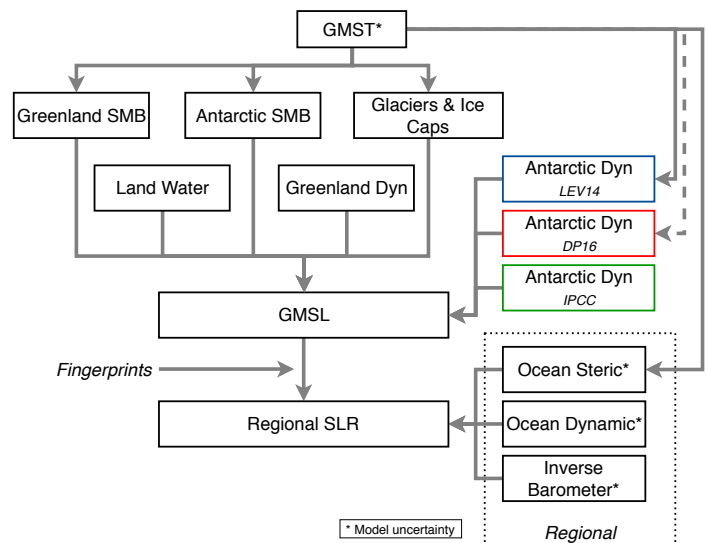 GMST*
Greenland SMB
Antarctic SMB
Glaciers & Ice
Caps
Land Water
Greenland Dyn
Antarctic Dyn
LEV14
Antarctic Dyn
DP16
Antarctic Dyn
IPCC
GMSL
Fingerprints
Regional SLR
Ocean Steric*
Ocean Dynamic*
Inverse
Barometer*
* Model uncertainty
Regional